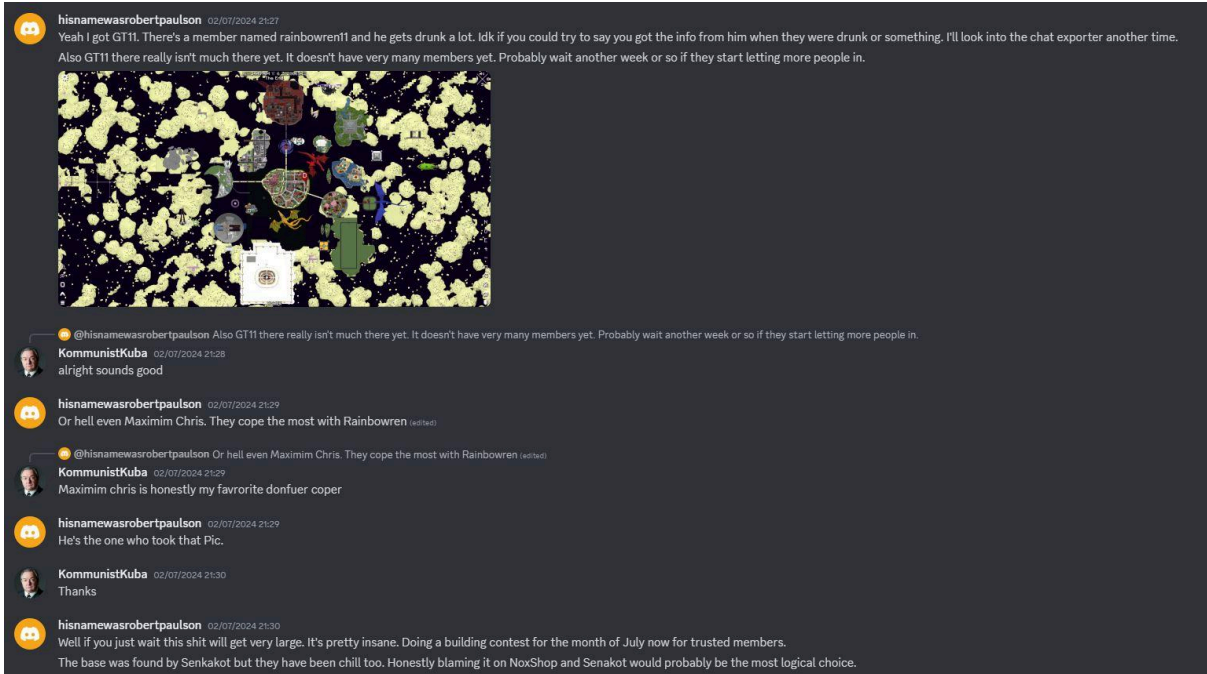 hisnamewasrobertpaulson 02/07/2024 21:27
Yeah I got GT11. There's a member named rainbowren11 and he gets drunk a lot. Idk if you could try to say you got the info from him when they were drunk or something. I'll look into the chat exporter another time.
Also GT11 there really isn't much there yet. It doesn't have very many members yet. Probably wait another week or so if they start letting more people in.
@hisnamewasrobertpaulson Also GT11 there really isn't much there yet. It doesn't have very many members yet. Probably wait another week or so if they start letting more people in.
KommunistKuba 02/07/2024 21:28
alright sounds good
hisnamewasrobertpaulson 02/07/2024 21:29
Or hell even Maximim Chris. They cope the most with Rainbowren (edited)
@hisnamewasrobertpaulson Or hell even Maximim Chris. They cope the most with Rainbowren (edited)
KommunistKuba 02/07/2024 21:29
Maximim chris is honestly my favrorite donfuer coper
hisnamewasrobertpaulson 02/07/2024 21:29
He's the one who took that Pic.
KommunistKuba 02/07/2024 21:30
Thanks
hisnamewasrobertpaulson 02/07/2024 21:30
Well if you just wait this shit will get very large. It's pretty insane. Doing a building contest for the month of July now for trusted members.
The base was found by Senkakot but they have been chill too. Honestly blaming it on NoxShop and Senakot would probably be the most logical choice.